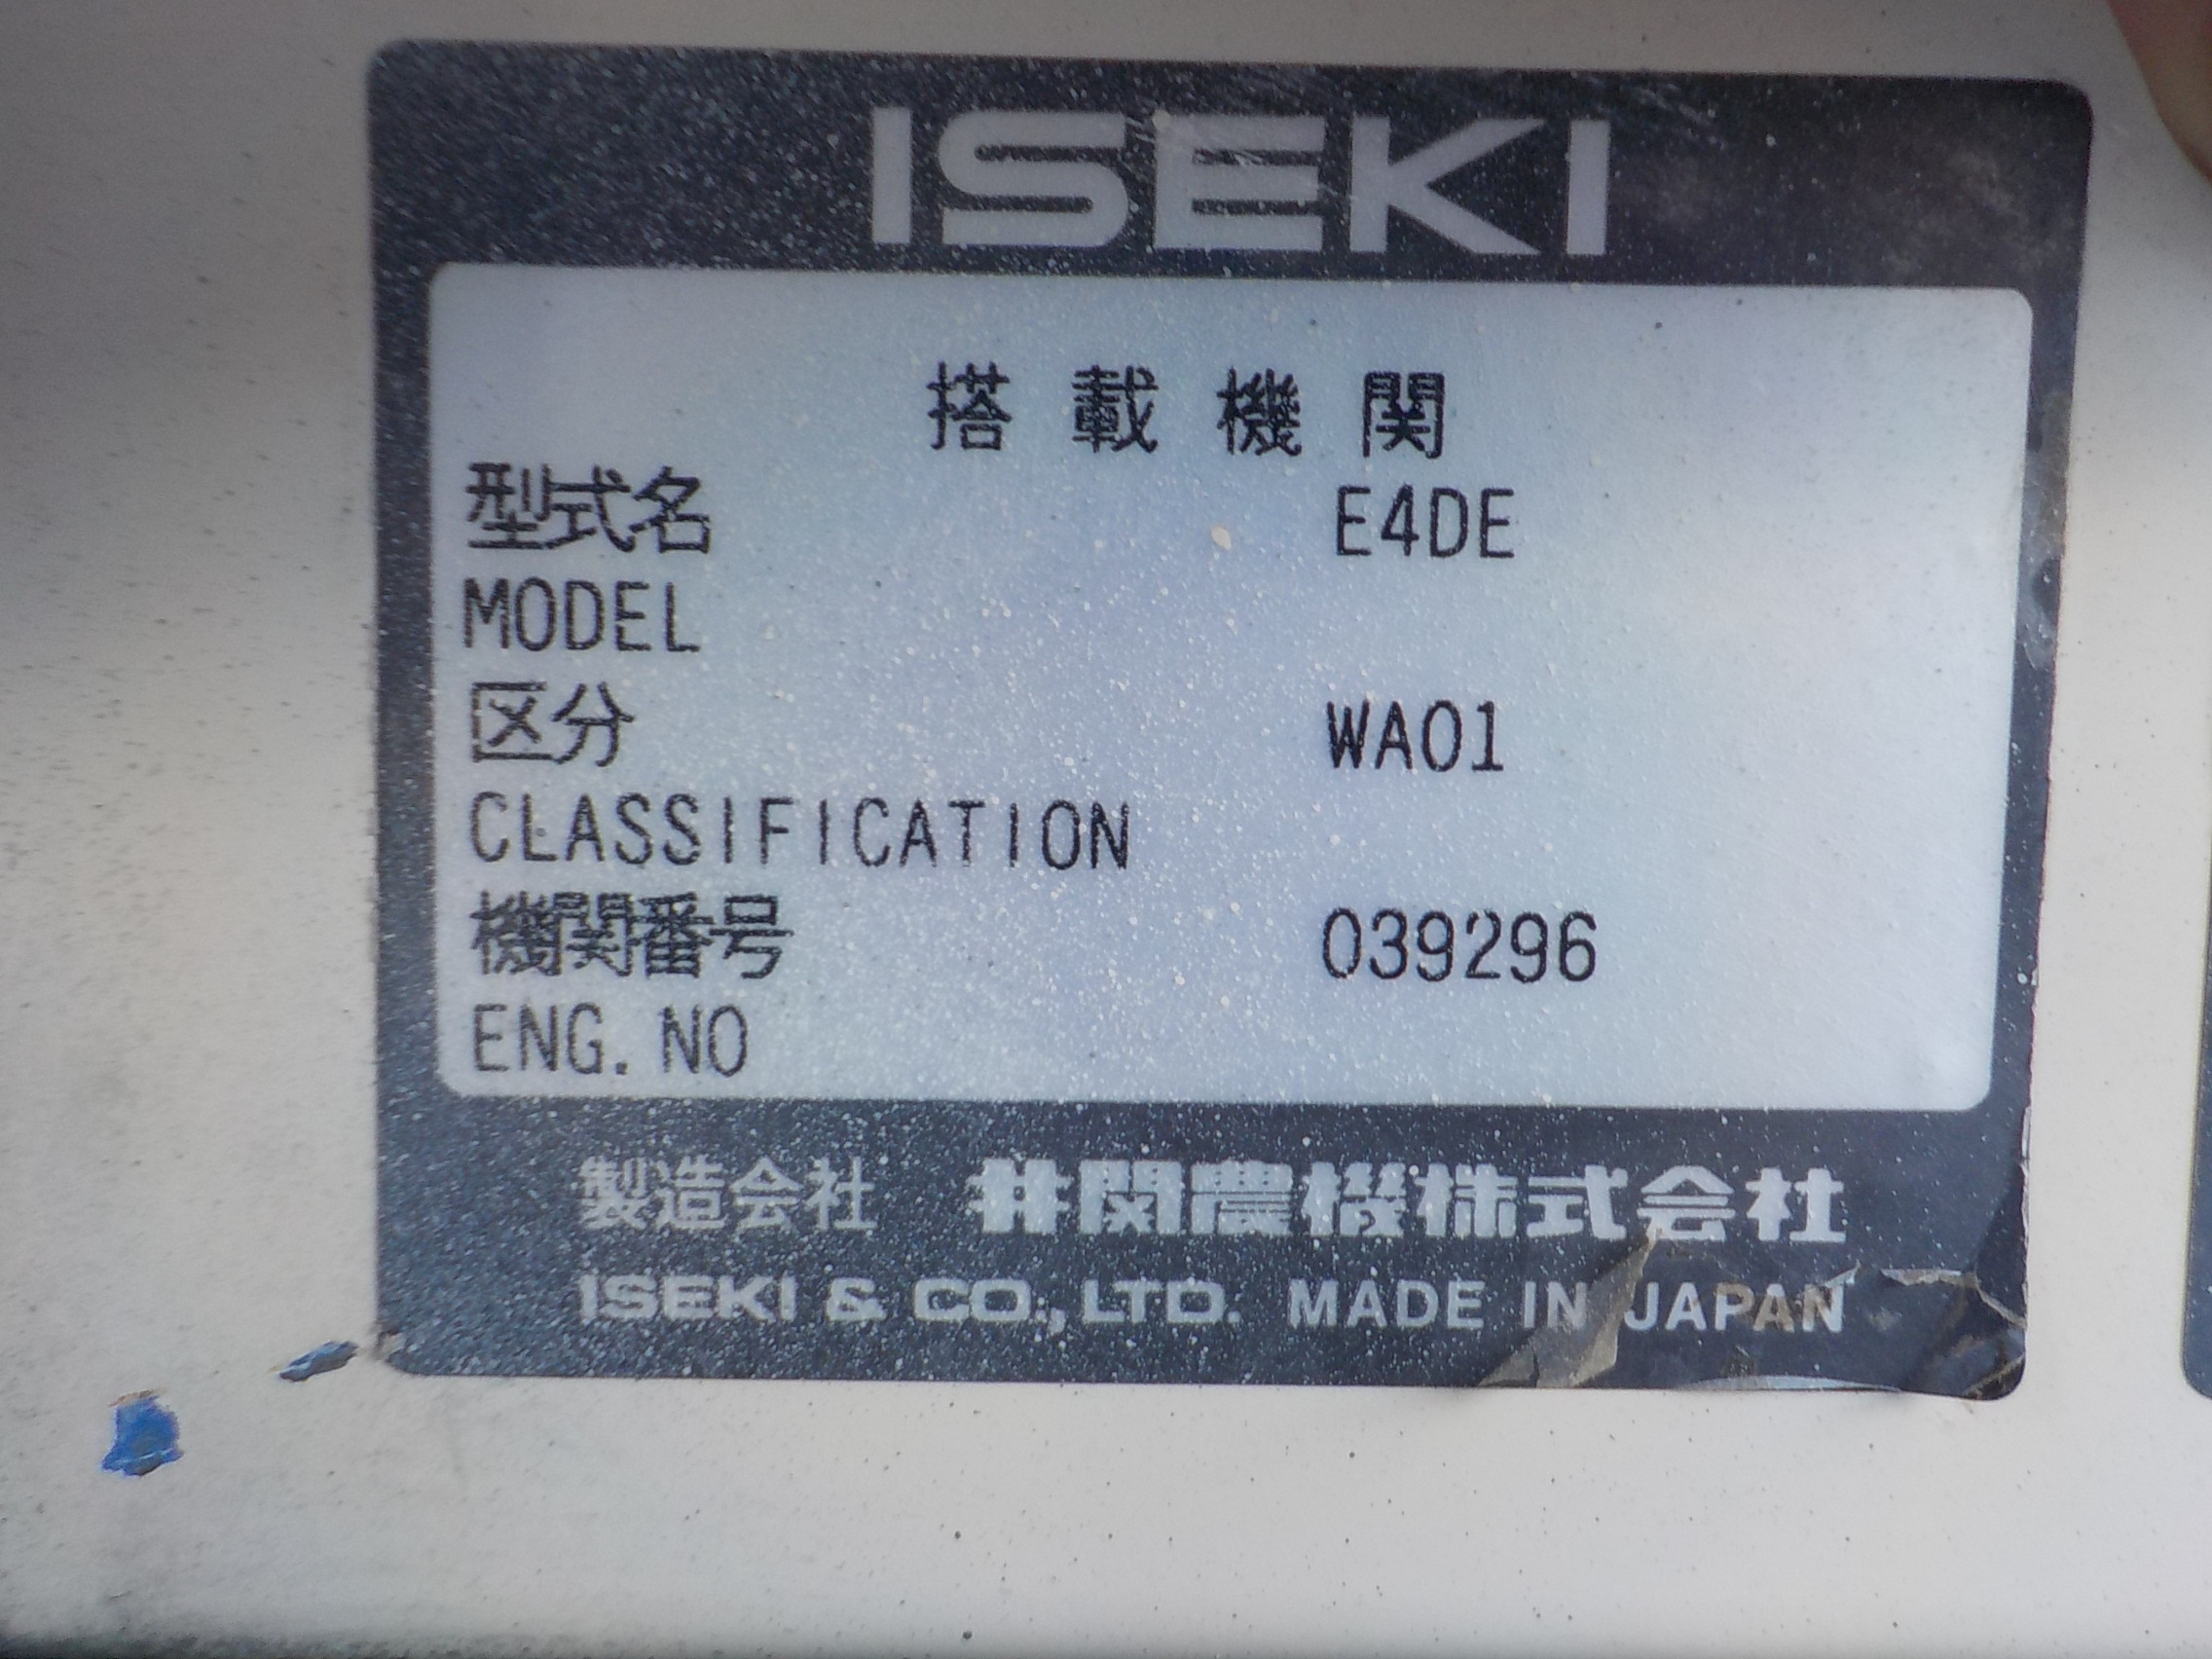 ISEKI
搭載機関
型式名 E4DE
MODEL
区分 WA01
CLASSIFICATION
機関番号 039296
ENG. NO
製造会社 井関農機株式会社
ISEKI & CO., LTD. MADE IN JAPAN